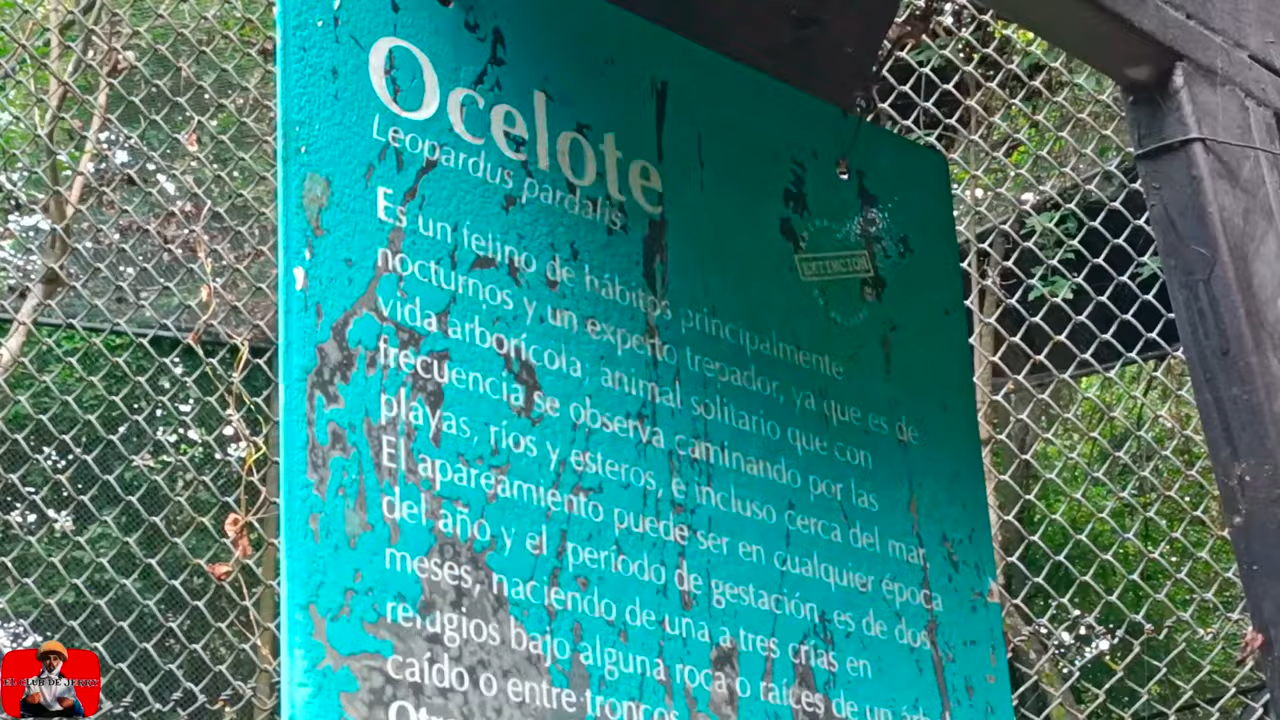 Ocelote
Leopardus pardalis
Es un felino de hábitos principalmente
nocturnos y un experto trepador, ya que es de
vida arborícola; animal solitario que con
frecuencia se observa caminando por las
playas, ríos y esteros, e incluso cerca del mar.
El apareamiento puede ser en cualquier época
del año y el período de gestación es de dos
meses, naciendo de una a tres crías en
refugios bajo alguna roca o raíces de un
caído o entre troncos
EXTINCIÓN
EL CLUB DE JERRY